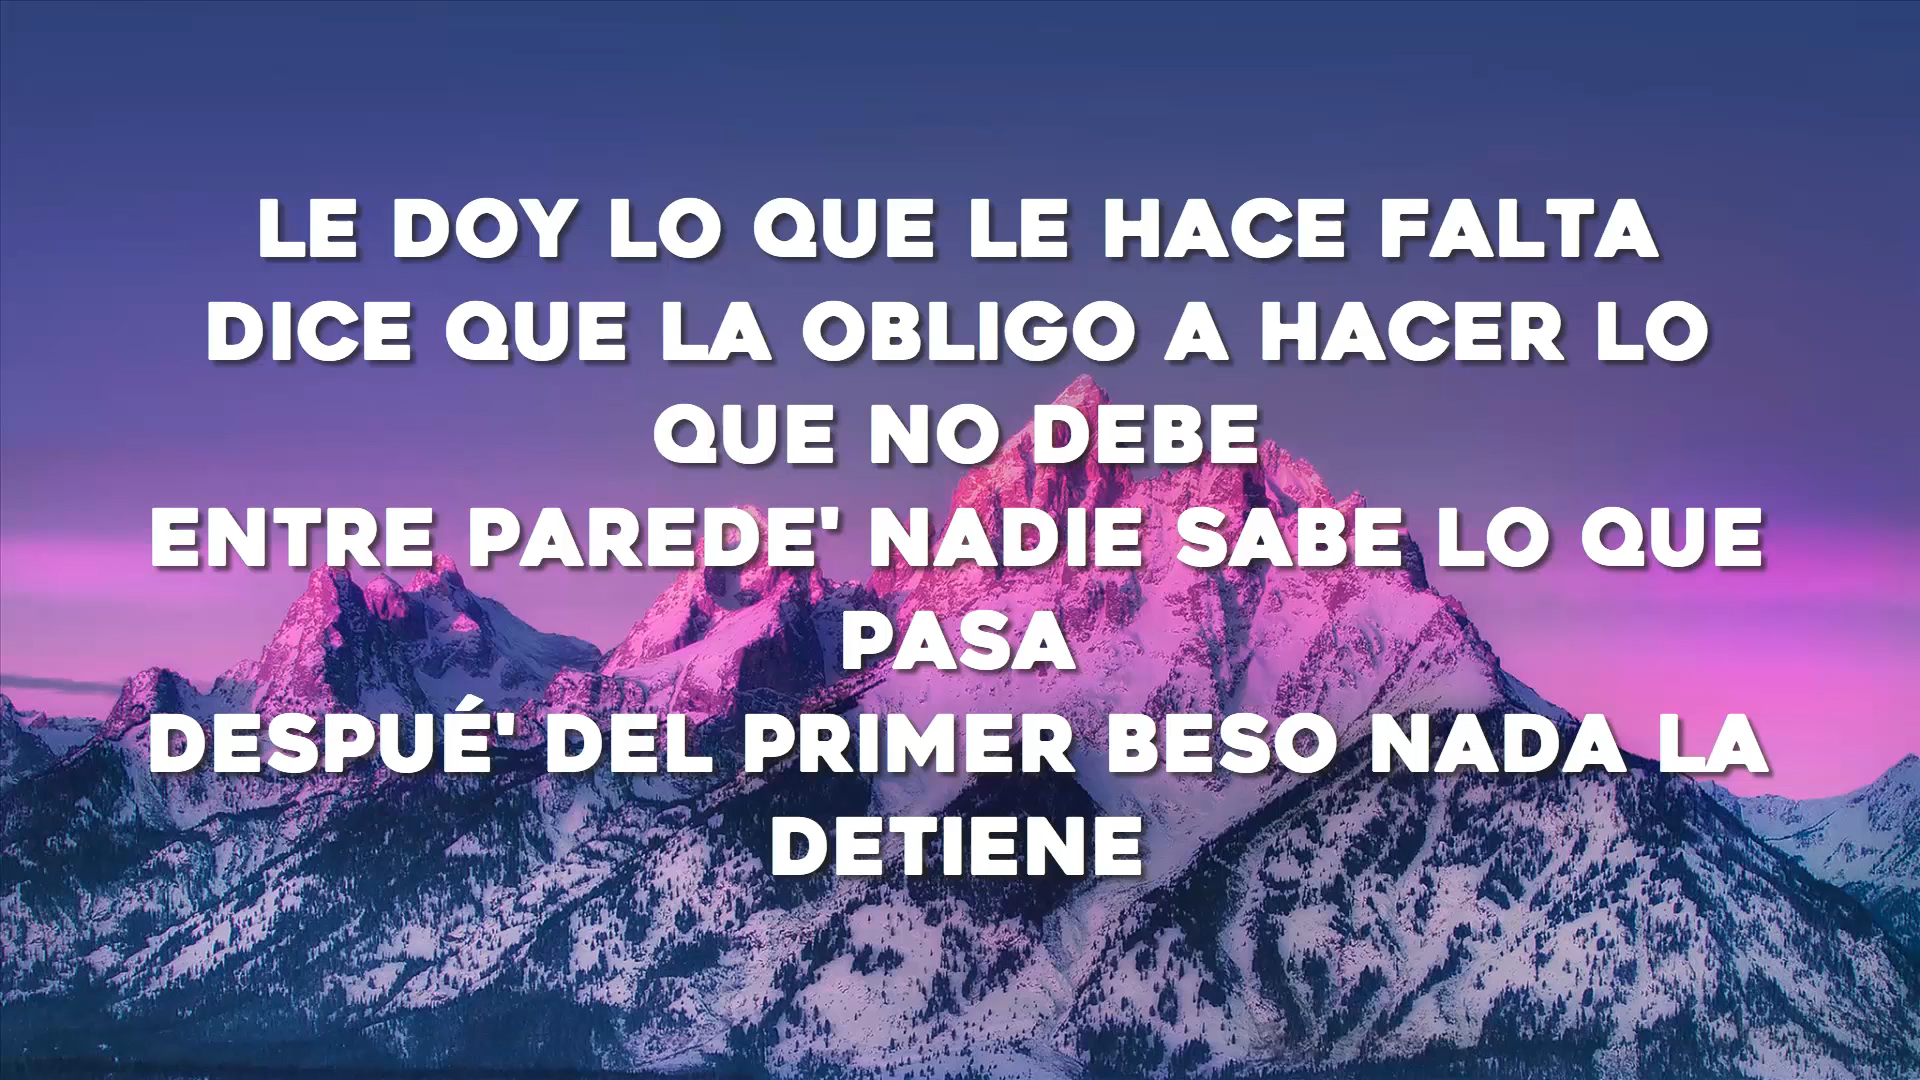 LE DOY LO QUE LE HACE FALTA
DICE QUE LA OBLIGO A HACER LO
QUE NO DEBE
ENTRE PAREDE' NADIE SABE LO QUE
PASA
DESPUÉ' DEL PRIMER BESO NADA LA
DETIENE